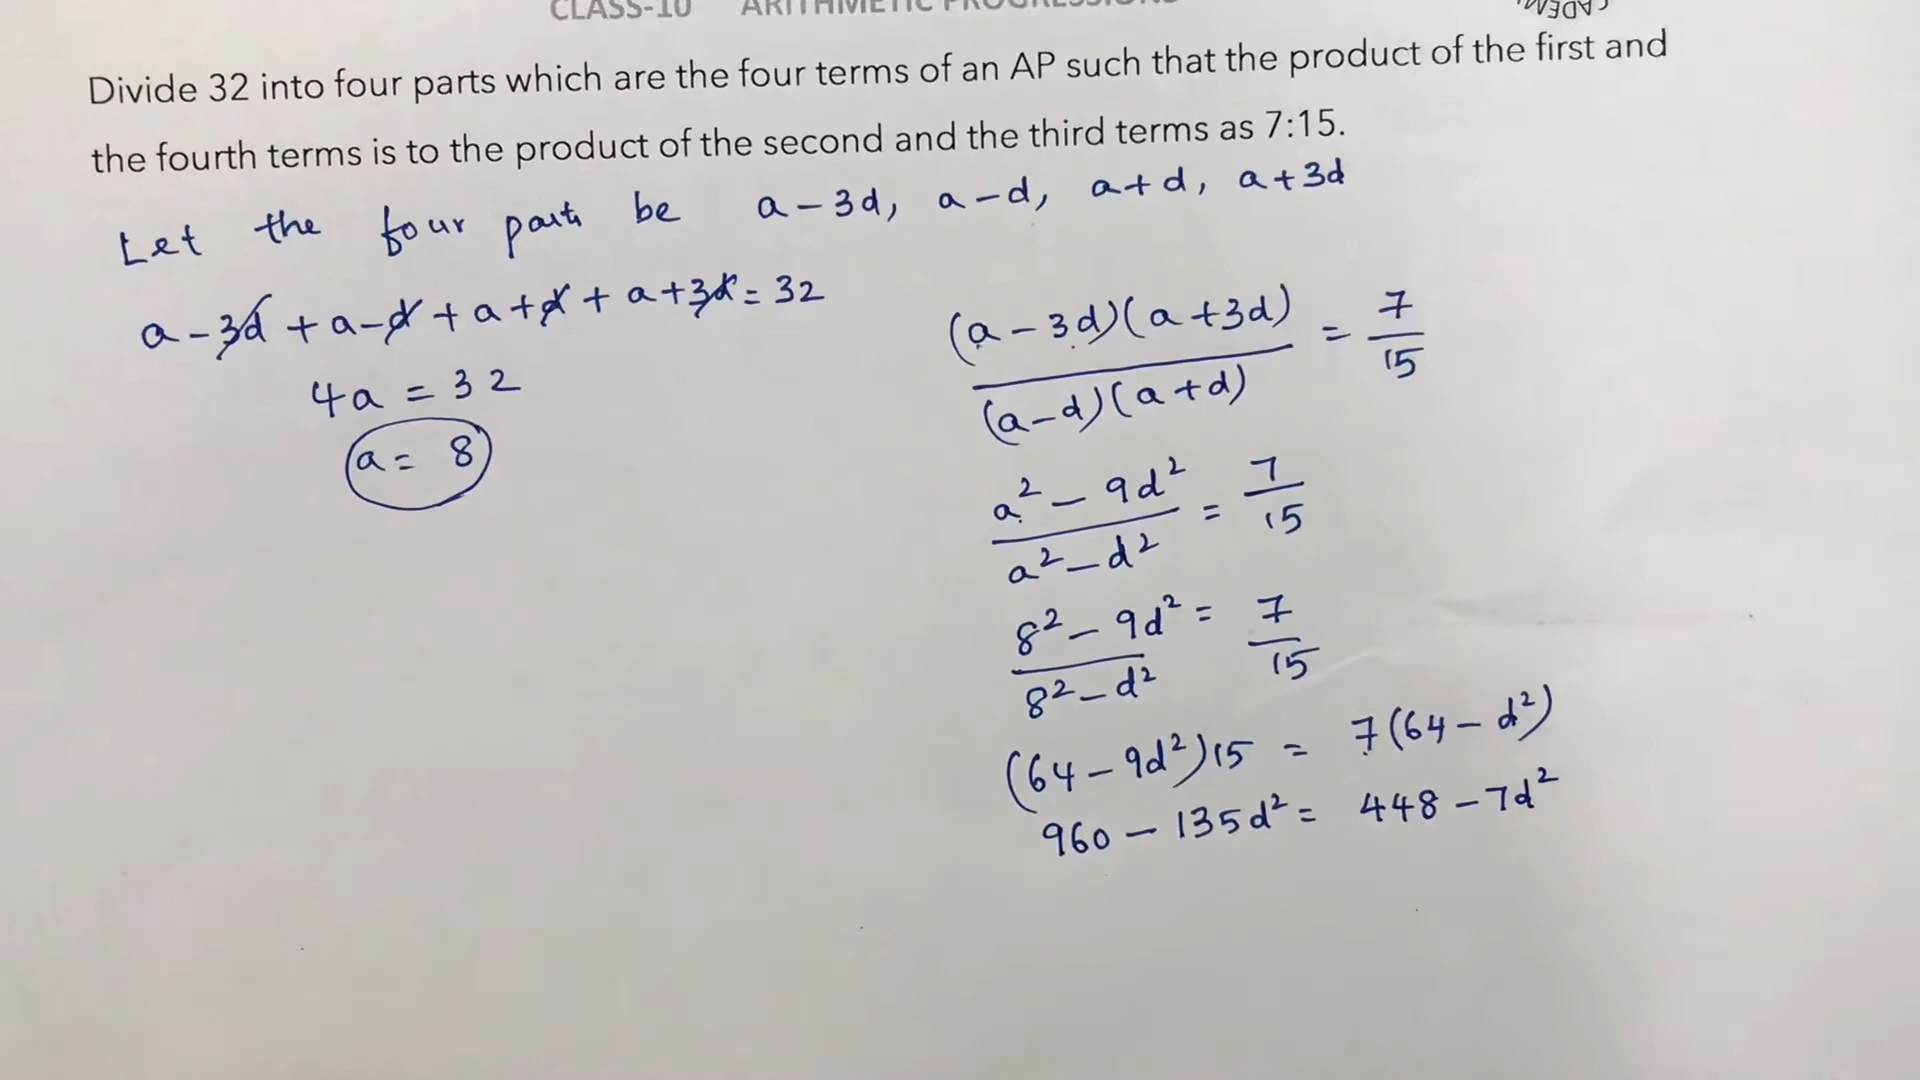 CLASS-10 ARITHMETIC PROGRESSIONS
Divide 32 into four parts which are the four terms of an AP such that the product of the first and
the fourth terms is to the product of the second and the third terms as 7:15.
Let the four parts be a-3d, a-d, a+d, a+3d
a-3d + a-d + a+d + a+3d = 32
4a = 32
a = 8
(a-3d)(a+3d) / (a-d)(a+d) = 7/15
a² - 9d² / a² - d² = 7/15
8² - 9d² / 8² - d² = 7/15
(64 - 9d²)15 = 7(64 - d²)
960 - 135d² = 448 - 7d²